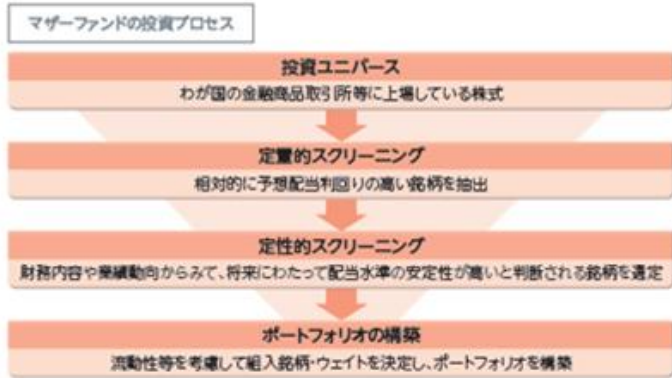 マザーファンドの投資プロセス
投資ユニバース
わが国の金融商品取引所等に上場している株式
定量的スクリーニング
相対的に予想配当利回りの高い銘柄を抽出
定性的スクリーニング
財務内容や業績動向からみて、将来にわたって配当水準の安定性が高いと判断される銘柄を選定
ポートフォリオの構築
流動性等を考慮して組入銘柄・ウェイトを決定し、ポートフォリオを構築